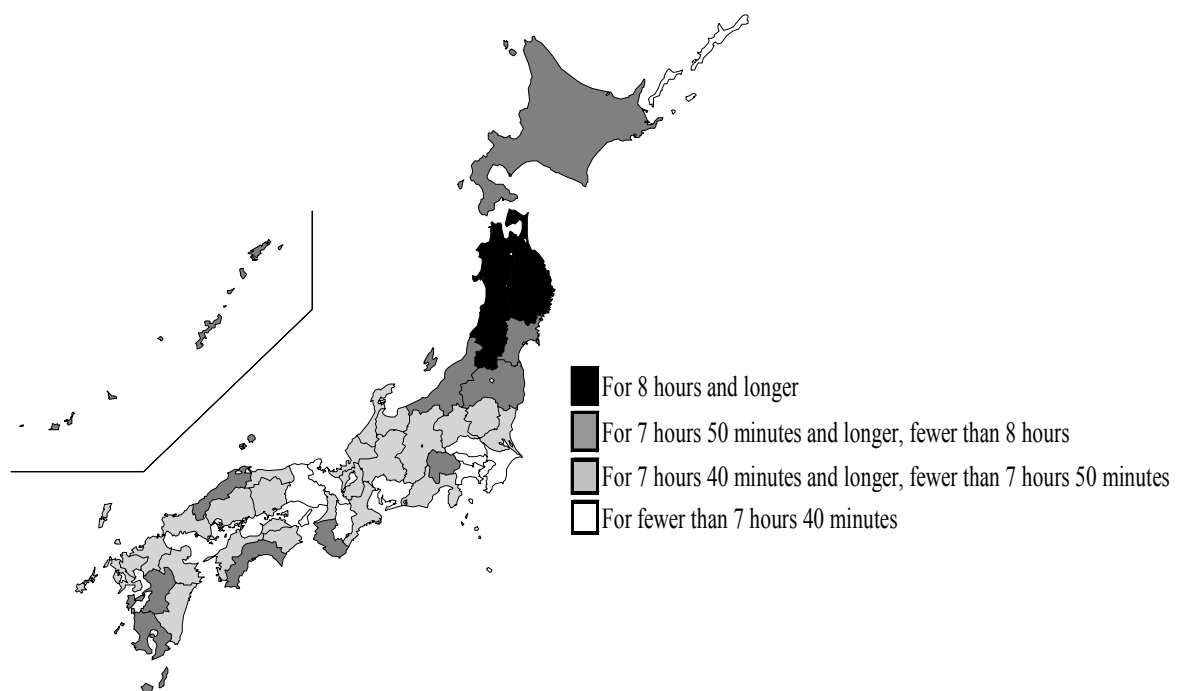 For 8 hours and longer
For 7 hours 50 minutes and longer, fewer than 8 hours
For 7 hours 40 minutes and longer, fewer than 7 hours 50 minutes
For fewer than 7 hours 40 minutes